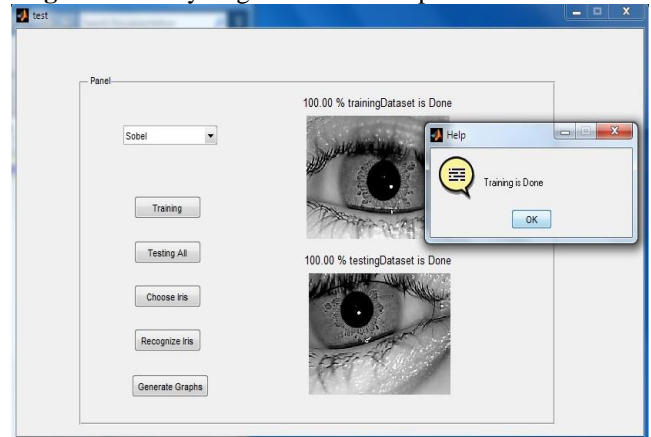 test
Panel
100.00 % trainingDataset is Done
Sobel
Help
Training is Done
OK
Training
Testing All
100.00 % testingDataset is Done
Choose Iris
Recognize Iris
Generate Graphs